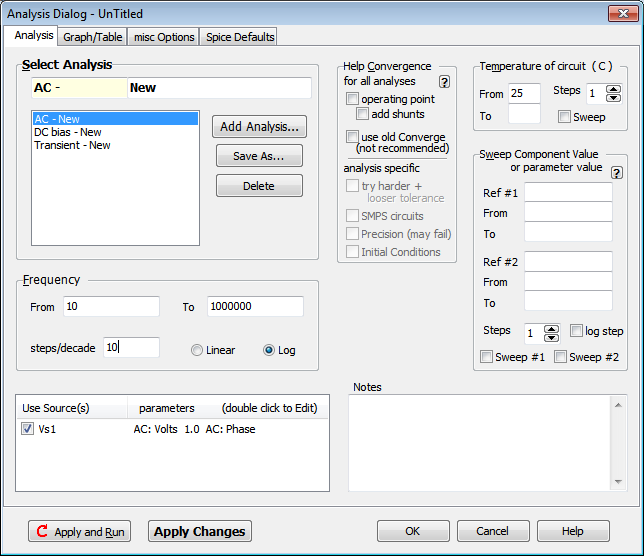 Analysis Dialog - UnTitled
Analysis
Graph/Table
misc Options
Spice Defaults
Select Analysis
AC -
New
AC - New
DC bias - New
Transient - New
Add Analysis...
Save As...
Delete
Frequency
From 10
To 1000000
steps/decade 10
Linear
Log
Help Convergence
for all analyses
?
operating point
add shunts
use old Converge
(not recommended)
analysis specific
try harder +
looser tolerance
SMPS circuits
Precision (may fail)
Initial Conditions
Temperature of circuit ( C )
From 25
Steps 1
To
Sweep
Sweep Component Value
or parameter value
?
Ref #1
From
To
Ref #2
From
To
Steps 1
log step
Sweep #1
Sweep #2
Use Source(s)
parameters
(double click to Edit)
Vs1
AC: Volts 1.0 AC: Phase
Notes
Apply and Run
Apply Changes
OK
Cancel
Help